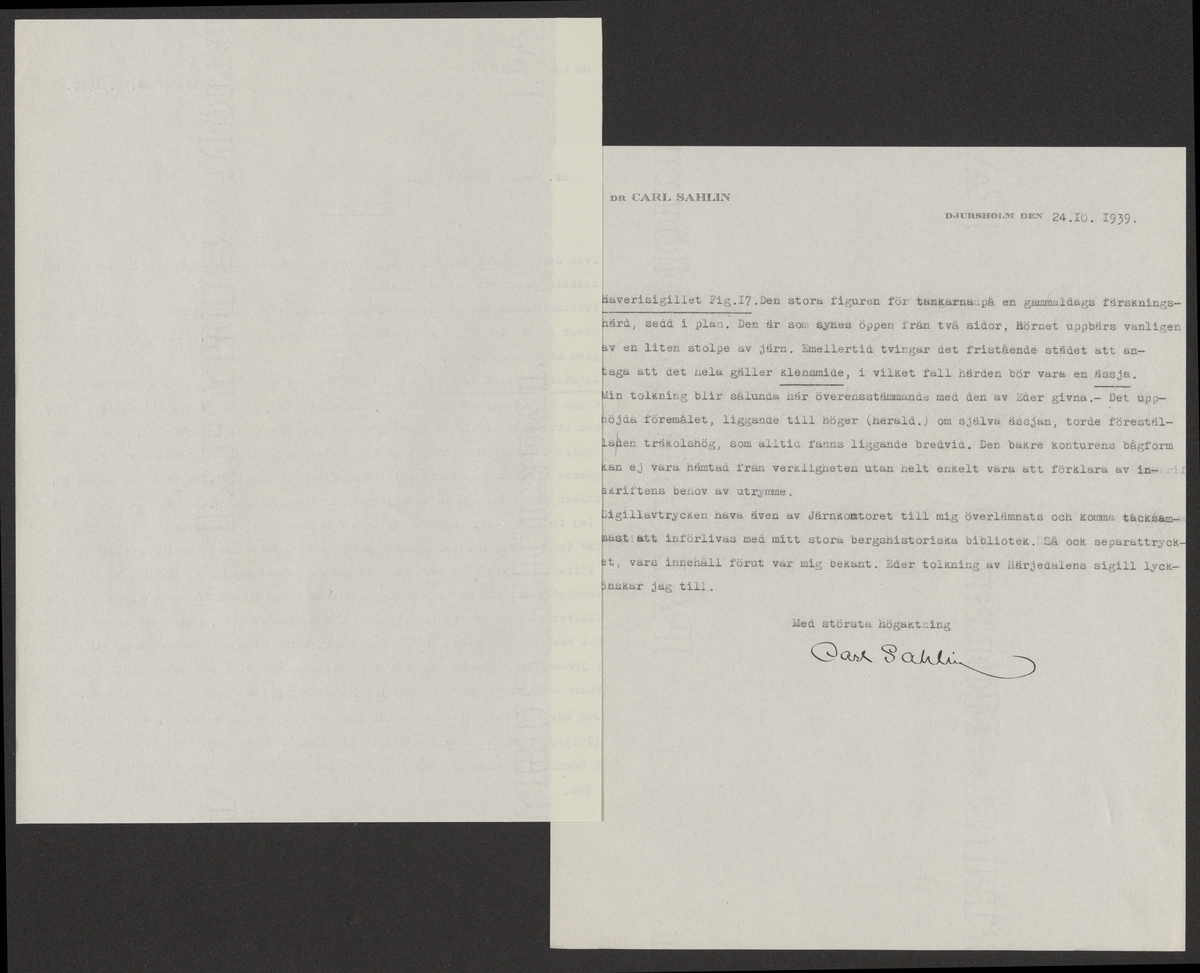 DR CARL SAHLIN
DJURSHOLM DEN 24.10. 1939.
Haverisigillet Fig.17. Den stora figuren för tankarna på en gammaldags färsknings-
härd, sedd i plan. Den är som synes öppen från två sidor, Hörnet uppbärs vanligen
av en liten stolpe av järn. Emellertid tvingar det fristående städet att an-
taga att det hela gäller klensmide, i vilket fall härden bör vara en ässja.
Min tolkning blir sålunda här överensstämmande med den av Eder givna.- Det upp-
höjda föremålet, liggande till höger (herald.) om själva ässjan, torde förestäl-
la den träkolshög, som alltid fanns liggande bredvid. Den bakre konturens bågform
kan ej vara hämtad från verkligheten utan helt enkelt vara att förklara av in-
skriftens behov av utrymme.
Sigillavtrycken hava även av Järnkontoret till mig överlämnats och komma tacksam-
mast att införlivas med mitt stora bergshistoriska bibliotek. Så ock separattryck-
et, vars innehåll förut var mig bekant. Eder tolkning av Härjedalens sigill lyck-
önskar jag till.
Med största högaktning
Carl Sahlin